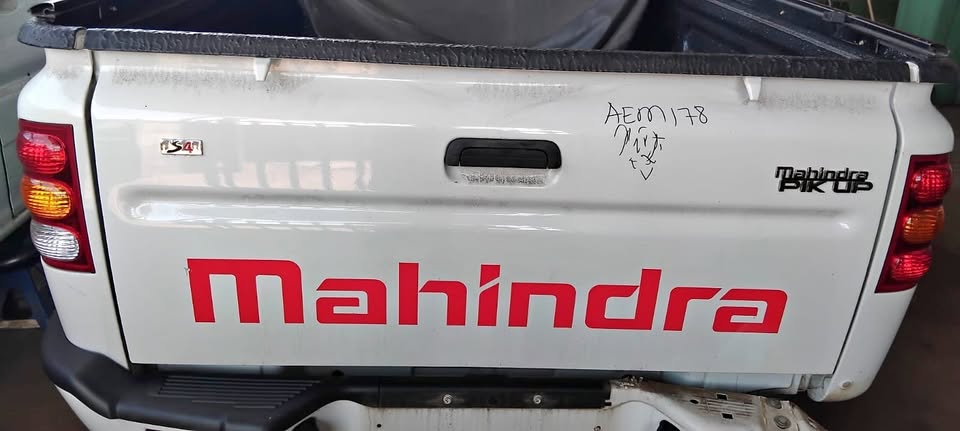 AEM178
S4
Mahindra
PIK UP
Mahindra